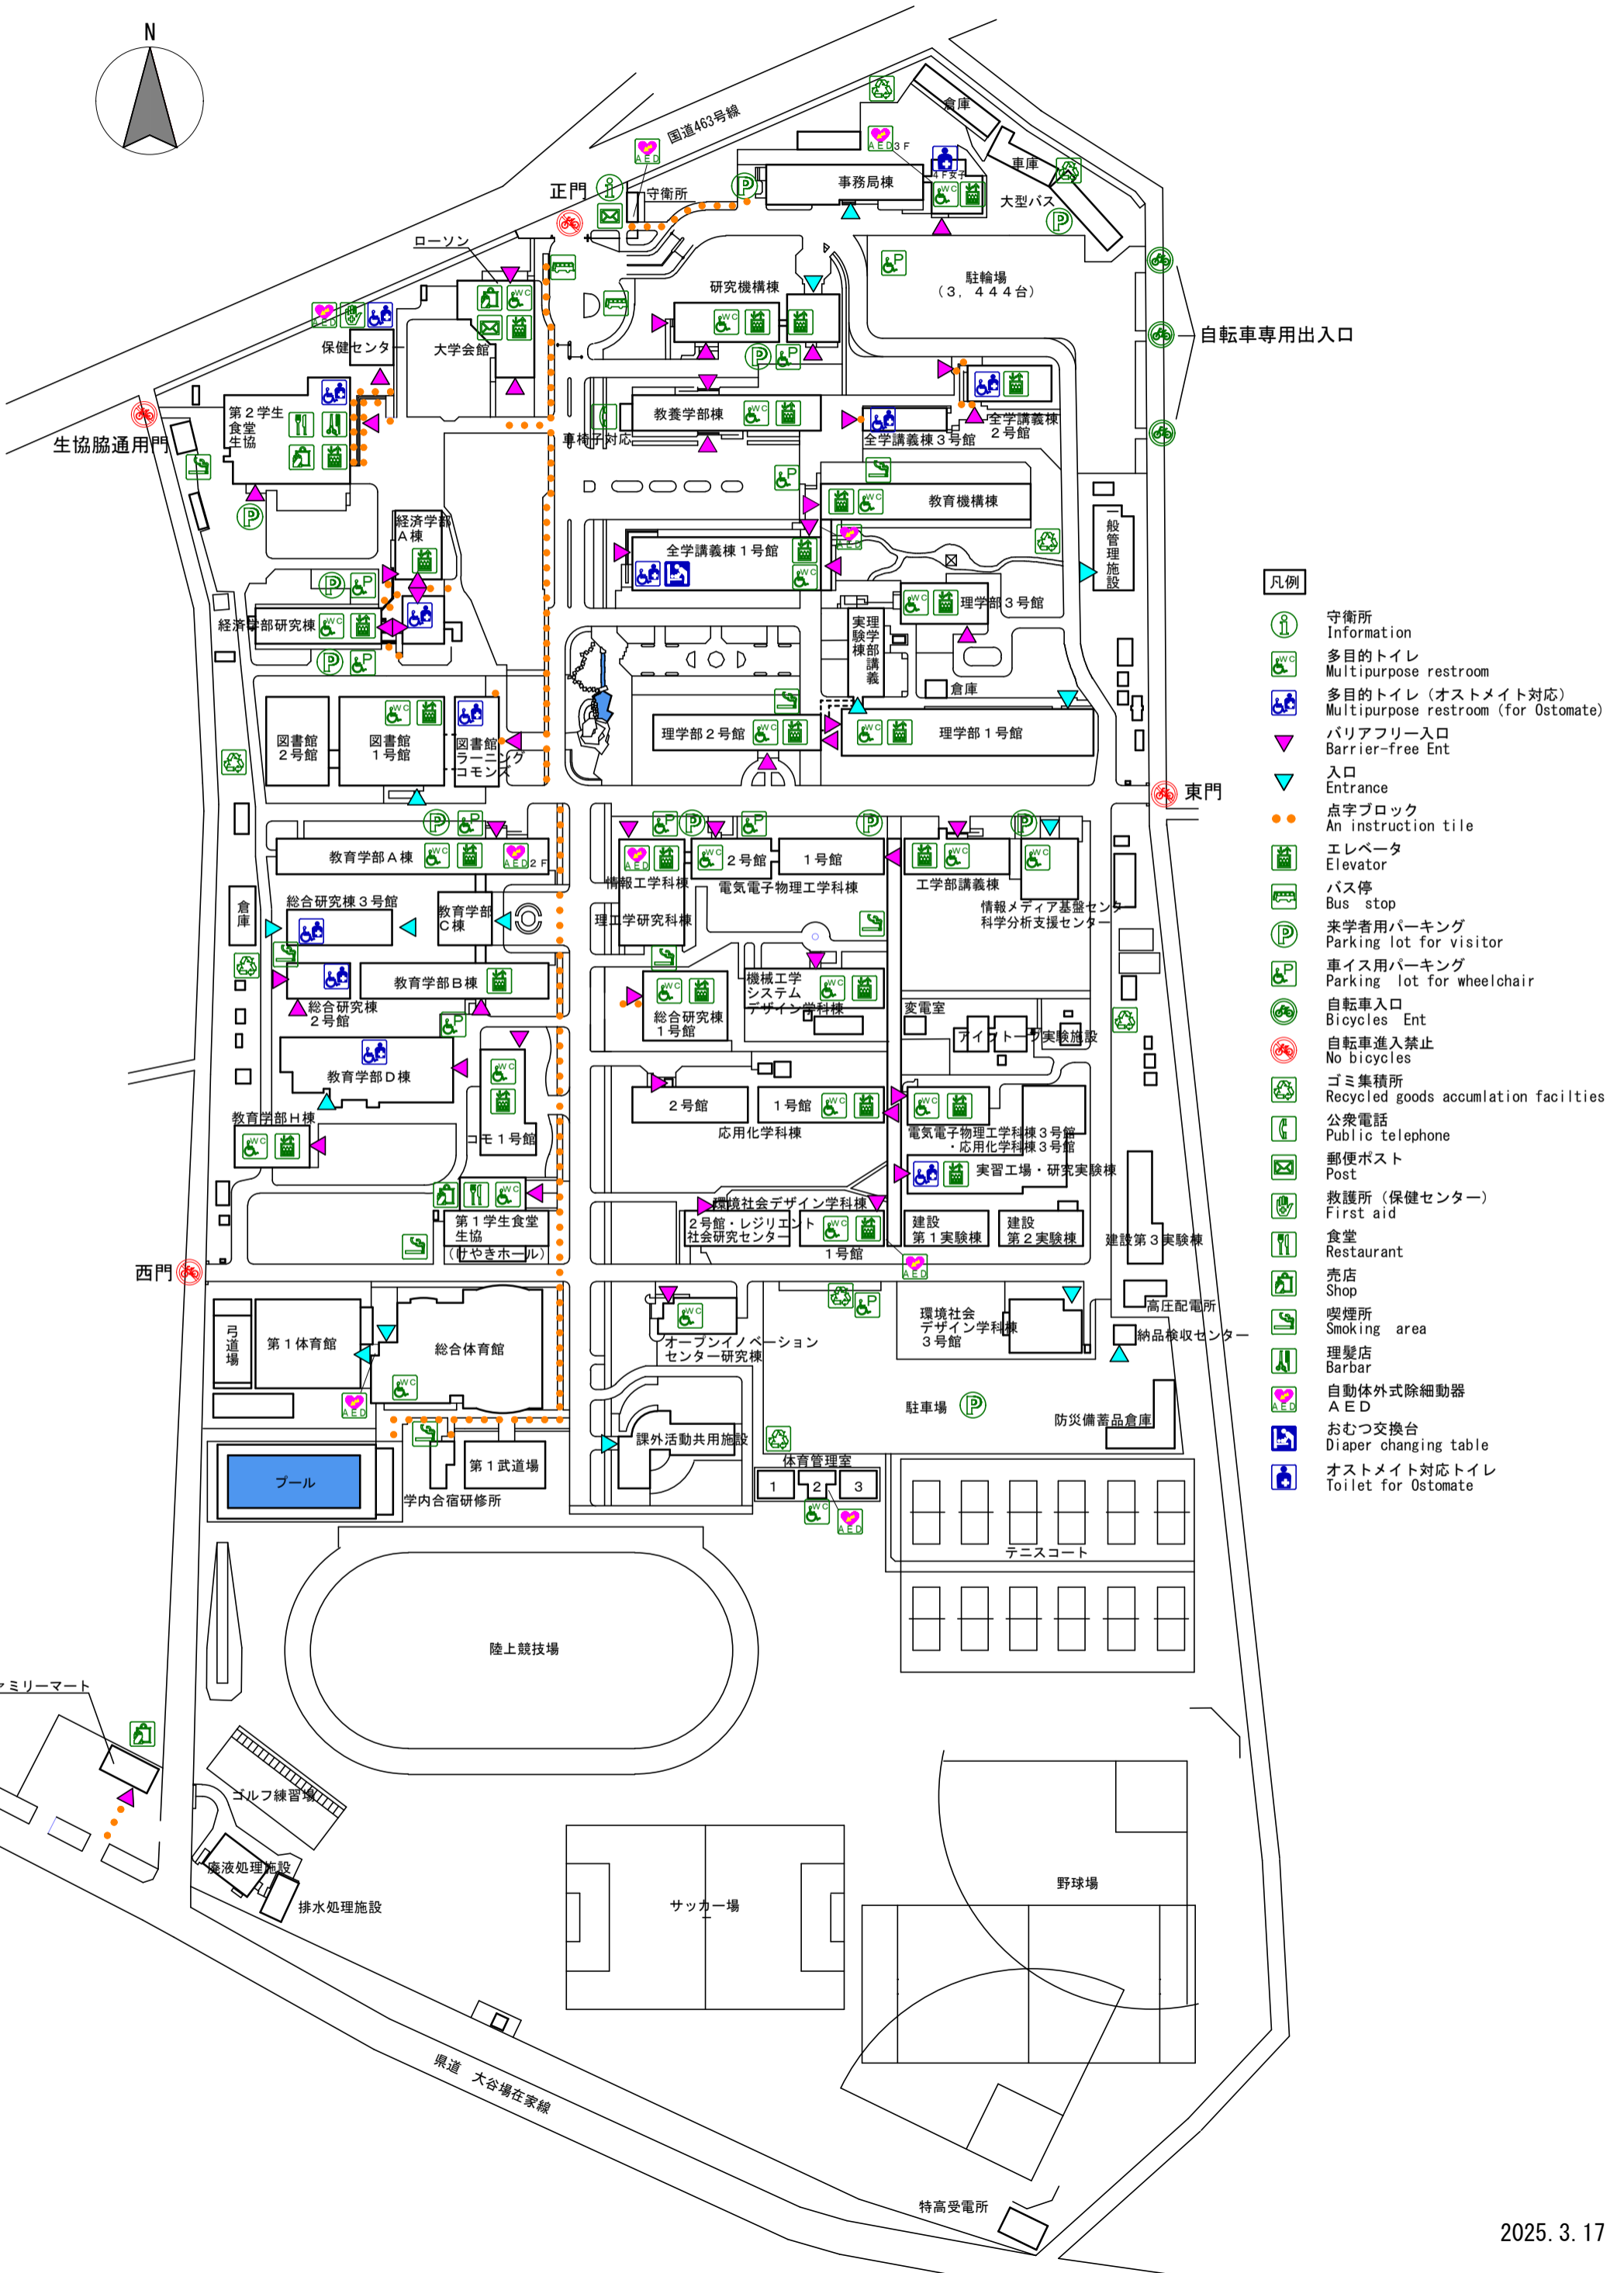 N
国道463号線
倉庫
AED
AED 3F
車庫
正門
守衛所
事務局棟
4F女子
WC
大型バス
ローソン
駐輪場
(3,444台)
研究機構棟
自転車専用出入口
保健センター
大学会館
第2学生
食堂
生協
教養学部棟
車椅子対応
全学講義棟3号館
全学講義棟
2号館
生協脇通用門
教育機構棟
経済学部
A棟
全学講義棟1号館
一般管理施設
理学部3号館
経済学部研究棟
理学部講義
実験棟
倉庫
図書館
2号館
図書館
1号館
図書館
ラーニング
コモンズ
理学部2号館
理学部1号館
東門
教育学部A棟
AED 2F
情報工学科棟
2号館
1号館
電気電子物理工学科棟
工学部講義棟
倉庫
総合研究棟3号館
教育学部
C棟
理工学研究科棟
情報メディア基盤センター
科学分析支援センター
教育学部B棟
総合研究棟
2号館
機械工学
システム
デザイン学科棟
総合研究棟
1号館
変電室
アイソトープ実験施設
教育学部D棟
教育学部H棟
コモ1号館
2号館
1号館
応用化学科棟
電気電子物理工学科棟3号館
・応用化学科棟3号館
実習工場・研究実験棟
第1学生食堂
生協
(けやきホール)
環境社会デザイン学科棟
2号館・レジリエント
社会研究センター
1号館
建設
第1実験棟
建設
第2実験棟
建設第3実験棟
西門
AED
弓道場
第1体育館
総合体育館
オープンイノベーション
センター研究棟
環境社会
デザイン学科棟
3号館
高圧配電所
納品検収センター
駐車場
防災備蓄品倉庫
課外活動共用施設
プール
第1武道場
学内合宿研修所
体育管理室
1
2
3
テニスコート
陸上競技場
ァミリーマート
ゴルフ練習場
廃液処理施設
排水処理施設
サッカー場
野球場
県道 大谷場在家線
特高受電所
凡例
守衛所
Information
多目的トイレ
Multipurpose restroom
多目的トイレ(オストメイト対応)
Multipurpose restroom (for Ostomate)
バリアフリー入口
Barrier-free Ent
入口
Entrance
点字ブロック
An instruction tile
エレベータ
Elevator
バス停
Bus stop
来学者用パーキング
Parking lot for visitor
車イス用パーキング
Parking lot for wheelchair
自転車入口
Bicycles Ent
自転車進入禁止
No bicycles
ゴミ集積所
Recycled goods accumlation facilties
公衆電話
Public telephone
郵便ポスト
Post
救護所(保健センター)
First aid
食堂
Restaurant
売店
Shop
喫煙所
Smoking area
理髪店
Barbar
自動体外式除細動器
AED
おむつ交換台
Diaper changing table
オストメイト対応トイレ
Toilet for Ostomate
2025.3.17